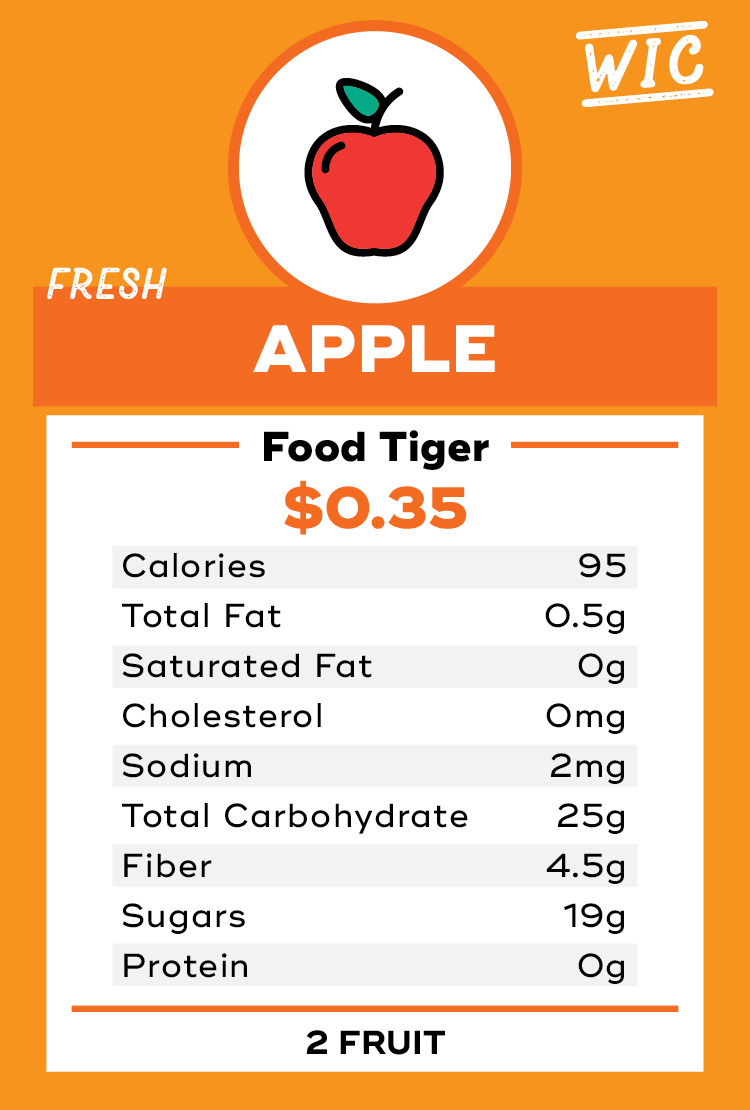 WIC
FRESH
APPLE
Food Tiger
$0.35
Calories 95
Total Fat 0.5g
Saturated Fat 0g
Cholesterol 0mg
Sodium 2mg
Total Carbohydrate 25g
Fiber 4.5g
Sugars 19g
Protein 0g
2 FRUIT